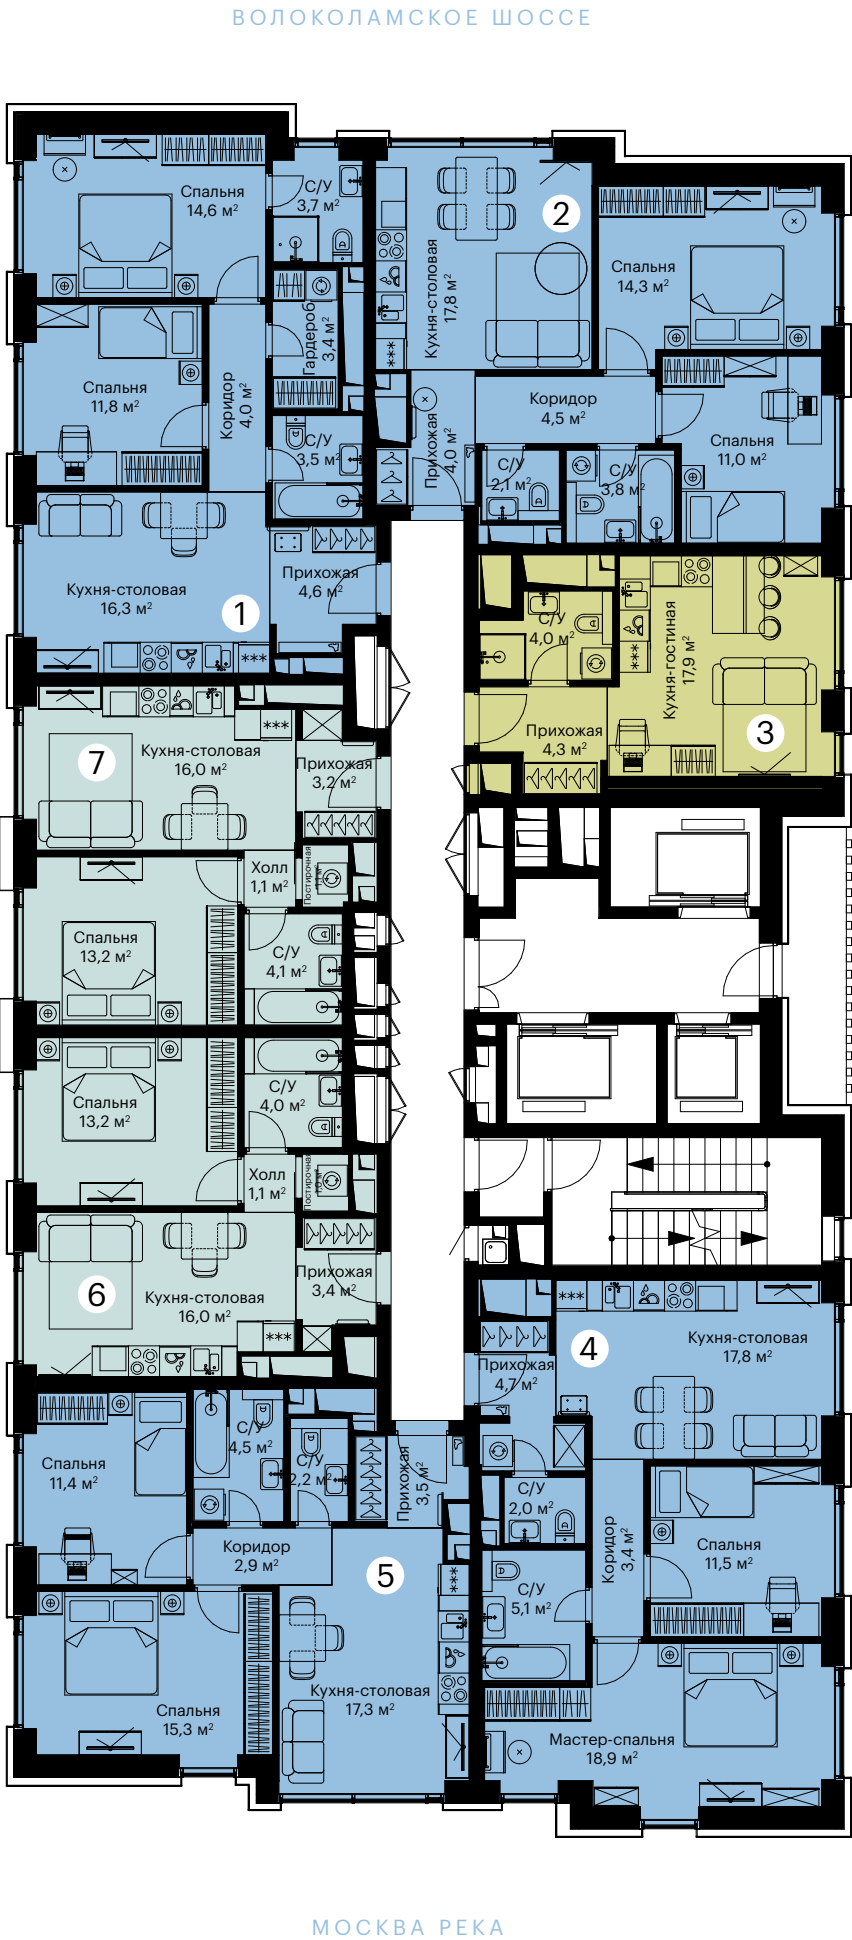 ВОЛОКОЛАМСКОЕ ШОССЕ
Спальня
14,6 м²
С/У
3,7 м²
Гардероб
3,4 м²
Спальня
11,8 м²
Коридор
4,0 м²
С/У
3,5 м²
Кухня-столовая
16,3 м²
1
Прихожая
4,6 м²
2
Кухня-столовая
17,8 м²
Спальня
14,3 м²
Коридор
4,5 м²
Прихожая
4,0 м²
С/У
2,1 м²
С/У
3,8 м²
Спальня
11,0 м²
С/У
4,0 м²
Кухня-гостиная
17,9 м²
Прихожая
4,3 м²
3
7
Кухня-столовая
16,0 м²
Прихожая
3,2 м²
Холл
1,1 м²
Постирочная
1,1 м²
Спальня
13,2 м²
С/У
4,1 м²
Спальня
13,2 м²
С/У
4,0 м²
Холл
1,1 м²
Постирочная
6
Кухня-столовая
16,0 м²
Прихожая
3,4 м²
4
Кухня-столовая
17,8 м²
Прихожая
4,7 м²
С/У
2,0 м²
Коридор
3,4 м²
Спальня
11,5 м²
С/У
5,1 м²
Мастер-спальня
18,9 м²
Спальня
11,4 м²
С/У
4,5 м²
С/У
2,2 м²
Прихожая
3,5 м²
Коридор
2,9 м²
5
Спальня
15,3 м²
Кухня-столовая
17,3 м²
МОСКВА РЕКА